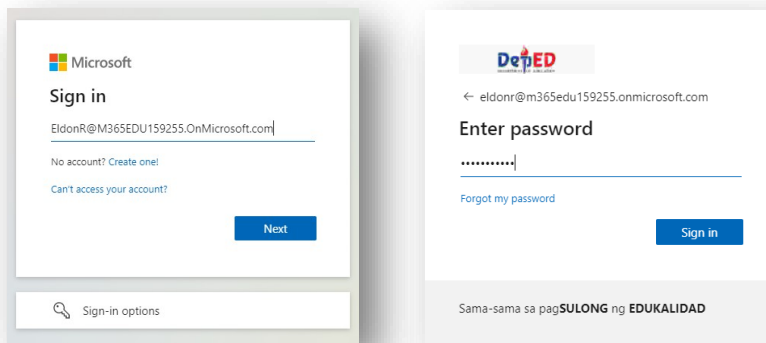 Microsoft
Sign in
EldonR@M365EDU159255.OnMicrosoft.com
No account? Create one!
Can't access your account?
Next
Sign-in options
DepED
← eldonr@m365edu159255.onmicrosoft.com
Enter password
•••••••••••
Forgot my password
Sign in
Sama-sama sa pagSULONG ng EDUKALIDAD